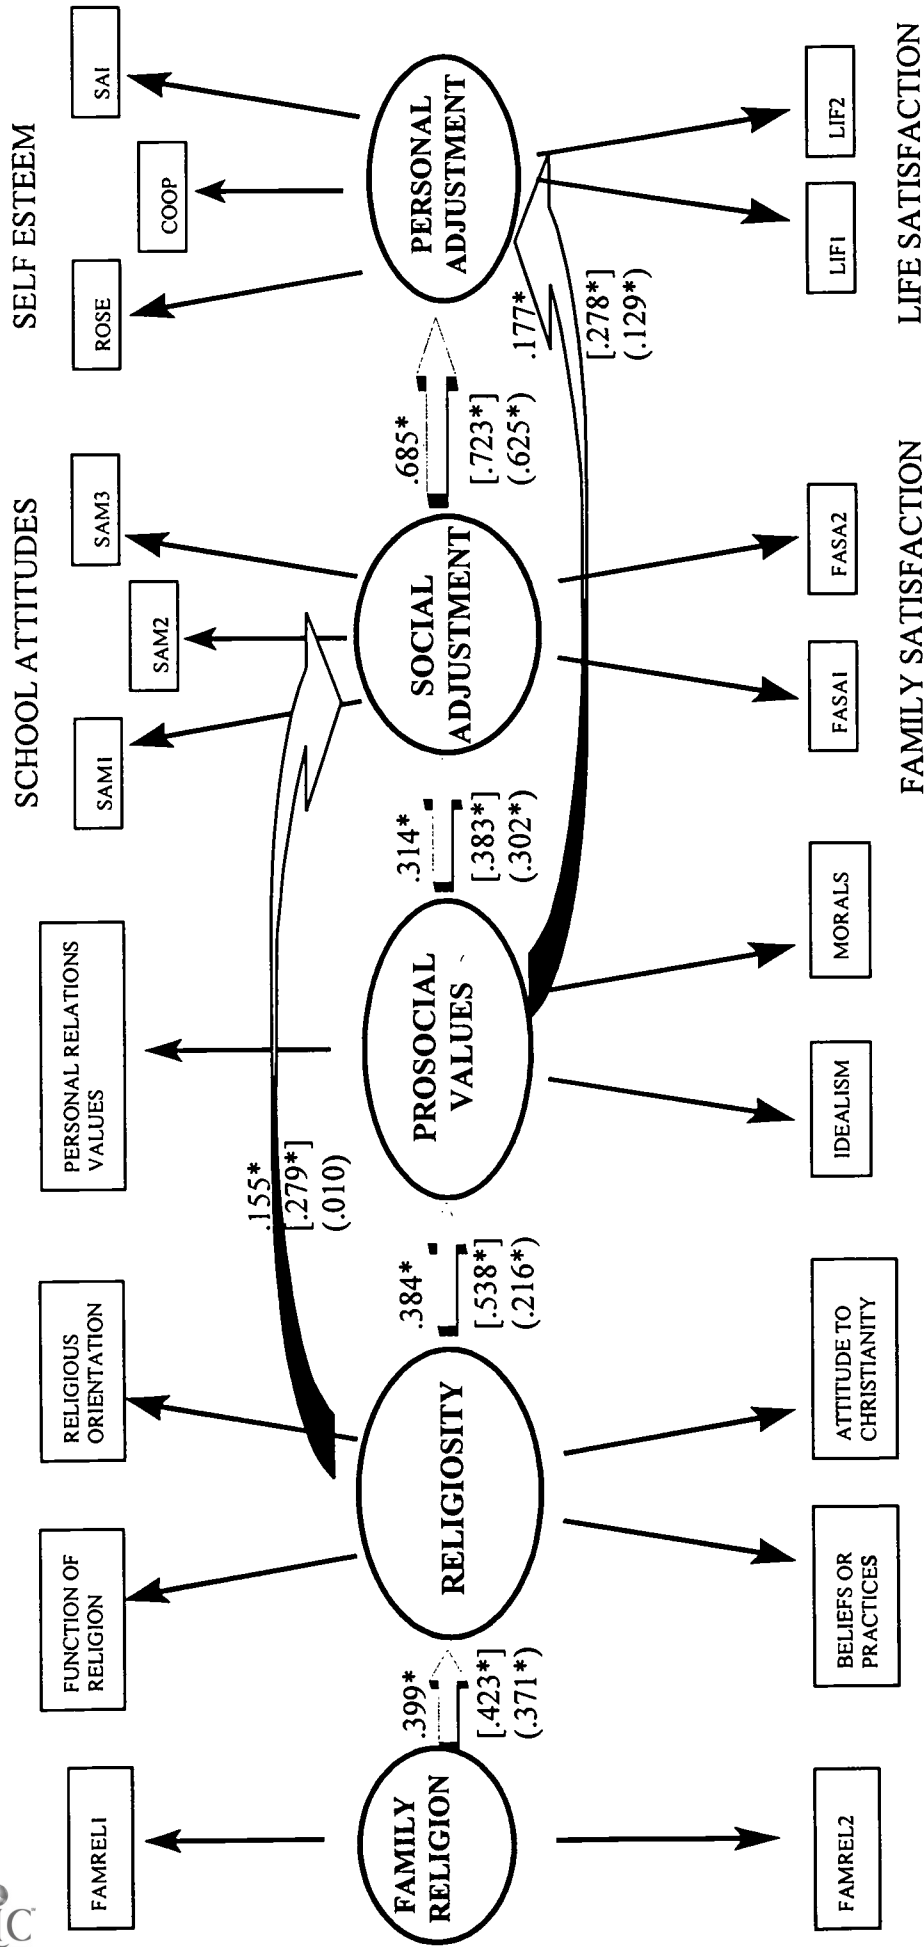 SCHOOL ATTITUDES
SELF ESTEEM
FAMREL1
FUNCTION OF
RELIGION
RELIGIOUS
ORIENTATION
PERSONAL RELATIONS
VALUES
SAM1
SAM2
SAM3
ROSE
COOP
SAI
.155*
[.279*]
(.010)
FAMILY
RELIGION
.399*
[.423*]
(.371*)
RELIGIOSITY
.384*
[.538*]
(.216*)
PROSOCIAL
VALUES
.314*
[.383*]
(.302*)
SOCIAL
ADJUSTMENT
.685*
[.723*]
(.625*)
PERSONAL
ADJUSTMENT
.177*
[.278*]
(.129*)
FAMREL2
BELIEFS OR
PRACTICES
ATTITUDE TO
CHRISTIANITY
IDEALISM
MORALS
FASA1
FASA2
LIF1
LIF2
FAMILY SATISFACTION
LIFE SATISFACTION